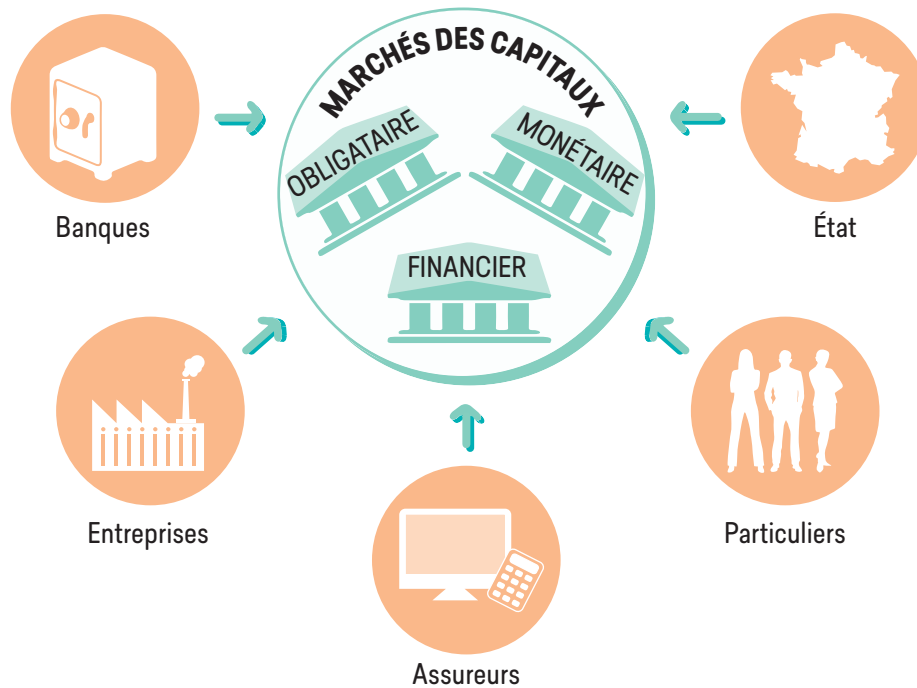 MARCHÉS DES CAPITAUX
OBLIGATAIRE
MONÉTAIRE
FINANCIER
Banques
État
Entreprises
Particuliers
Assureurs